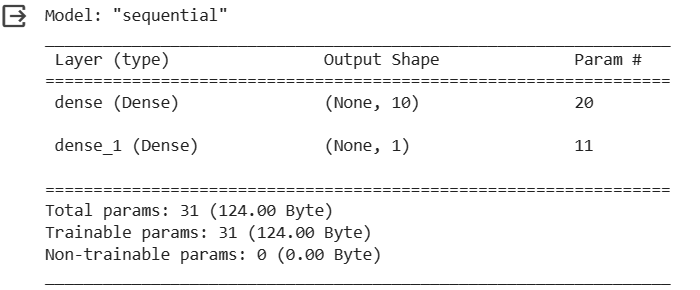 Model: "sequential"
_________________________________________________________________
Layer (type)                Output Shape              Param #
=================================================================
dense (Dense)               (None, 10)                20
dense_1 (Dense)             (None, 1)                 11
=================================================================
Total params: 31 (124.00 Byte)
Trainable params: 31 (124.00 Byte)
Non-trainable params: 0 (0.00 Byte)
_________________________________________________________________